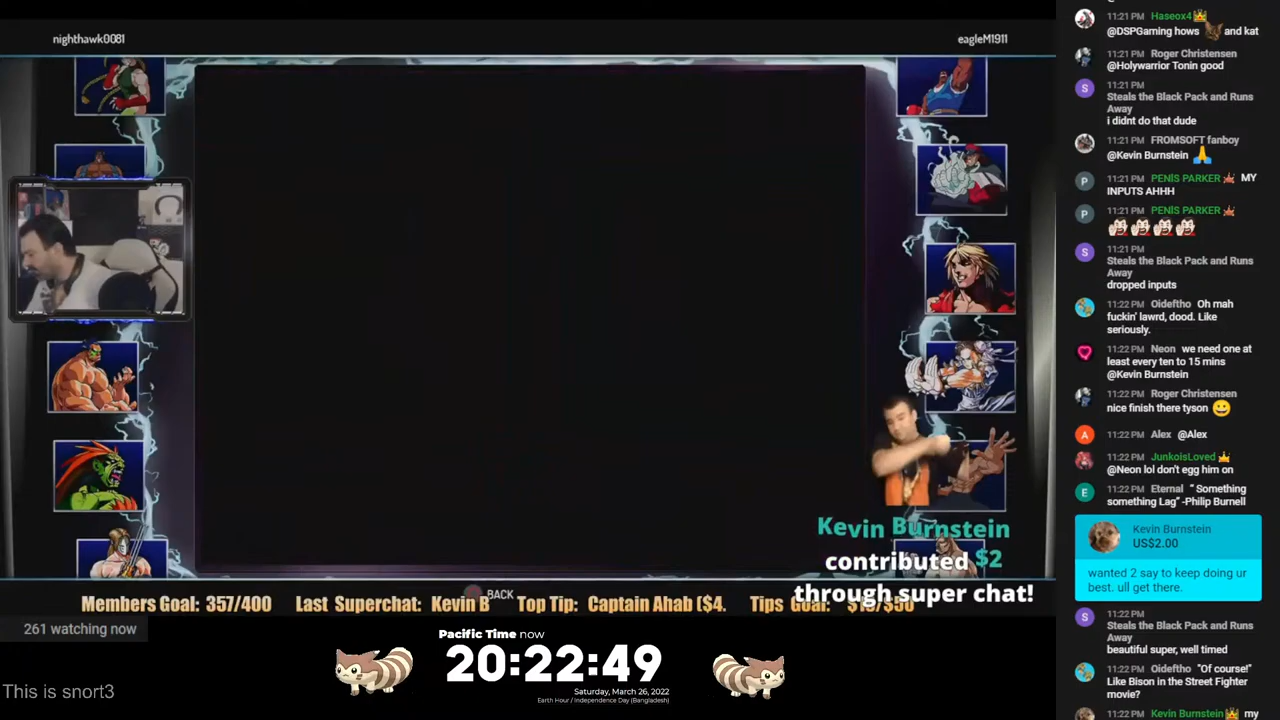 nighthawk0081
eagleM1911
BACK
Kevin Burnstein
contributed $2
through super chat!
Members Goal: 357/400 Last Superchat: Kevin B Top Tip: Captain Ahab ($4. Tips Goal:
261 watching now
This is snort3
Pacific Time now
20:22:49
Saturday, March 26, 2022
Earth Hour / Independence Day (Bangladesh)
11:21 PM Haseox4
@DSPGaming hows and kat
11:21 PM Roger Christensen
@Holywarrior Tonin good
11:21 PM
Steals the Black Pack and Runs
Away
i didnt do that dude
11:21 PM FROMSOFT fanboy
@Kevin Burnstein
11:21 PM PENİS PARKER MY
INPUTS AHHH
11:21 PM PENİS PARKER
11:21 PM
Steals the Black Pack and Runs
Away
dropped inputs
11:22 PM Oideftho Oh mah
fuckin' lawrd, dood. Like
seriously.
11:22 PM Neon we need one at
least every ten to 15 mins
@Kevin Burnstein
11:22 PM Roger Christensen
nice finish there tyson
11:22 PM Alex @Alex
11:22 PM JunkoisLoved
@Neon lol don't egg him on
11:22 PM Eternal " Something
something Lag" -Philip Burnell
Kevin Burnstein
US$2.00
wanted 2 say to keep doing ur
best. ull get there.
11:22 PM
Steals the Black Pack and Runs
Away
beautiful super, well timed
11:22 PM Oideftho "Of course!"
Like Bison in the Street Fighter
movie?
11:22 PM Kevin Burnstein my